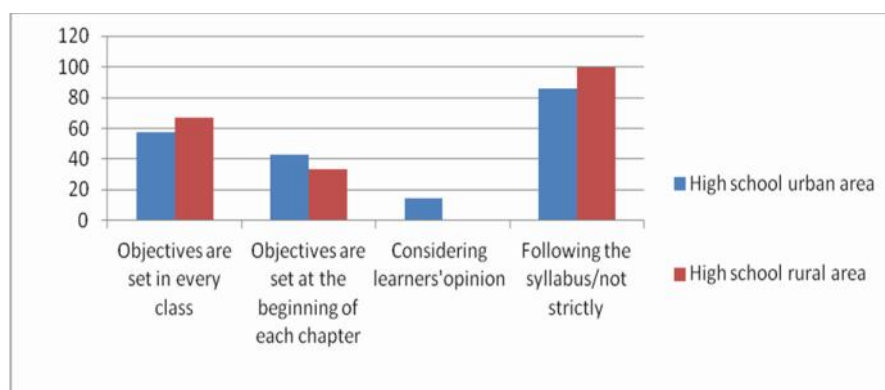 120
100
80
60
40
20
0
Objectives are
set in every
class
Objectives are
set at the
beginning of
each chapter
Considering
learners'opinion
Following the
syllabus/not
strictly
High school urban area
High school rural area